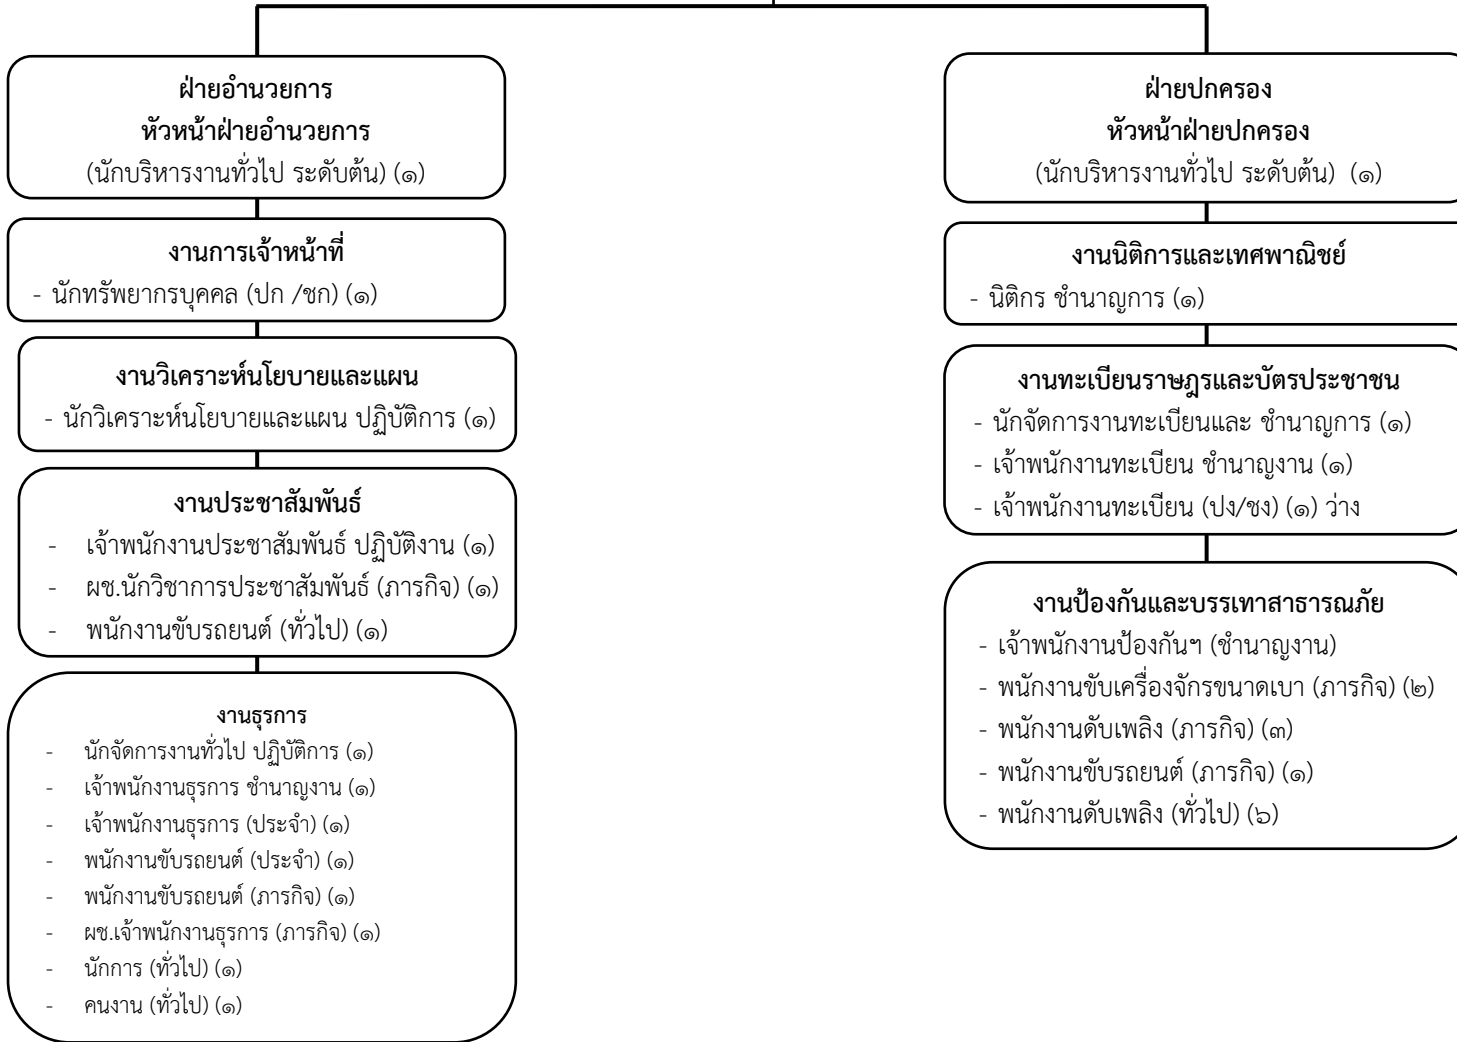 ฝ่ายอำนวยการ
หัวหน้าฝ่ายอำนวยการ
(นักบริหารงานทั่วไป ระดับต้น) (๑)
งานการเจ้าหน้าที่
- นักทรัพยากรบุคคล (ปก /ชก) (๑)
งานวิเคราะห์นโยบายและแผน
- นักวิเคราะห์นโยบายและแผน ปฏิบัติการ (๑)
งานประชาสัมพันธ์
- เจ้าพนักงานประชาสัมพันธ์ ปฏิบัติงาน (๑)
- ผช.นักวิชาการประชาสัมพันธ์ (ภารกิจ) (๑)
- พนักงานขับรถยนต์ (ทั่วไป) (๑)
งานธุรการ
- นักจัดการงานทั่วไป ปฏิบัติการ (๑)
- เจ้าพนักงานธุรการ ชำนาญงาน (๑)
- เจ้าพนักงานธุรการ (ประจำ) (๑)
- พนักงานขับรถยนต์ (ประจำ) (๑)
- พนักงานขับรถยนต์ (ภารกิจ) (๑)
- ผช.เจ้าพนักงานธุรการ (ภารกิจ) (๑)
- นักการ (ทั่วไป) (๑)
- คนงาน (ทั่วไป) (๑)
ฝ่ายปกครอง
หัวหน้าฝ่ายปกครอง
(นักบริหารงานทั่วไป ระดับต้น) (๑)
งานนิติการและเทศพาณิชย์
- นิติกร ชำนาญการ (๑)
งานทะเบียนราษฎรและบัตรประชาชน
- นักจัดการงานทะเบียนและ ชำนาญการ (๑)
- เจ้าพนักงานทะเบียน ชำนาญงาน (๑)
- เจ้าพนักงานทะเบียน (ปง/ชง) (๑) ว่าง
งานป้องกันและบรรเทาสาธารณภัย
- เจ้าพนักงานป้องกันฯ (ชำนาญงาน)
- พนักงานขับเครื่องจักรขนาดเบา (ภารกิจ) (๒)
- พนักงานดับเพลิง (ภารกิจ) (๓)
- พนักงานขับรถยนต์ (ภารกิจ) (๑)
- พนักงานดับเพลิง (ทั่วไป) (๖)